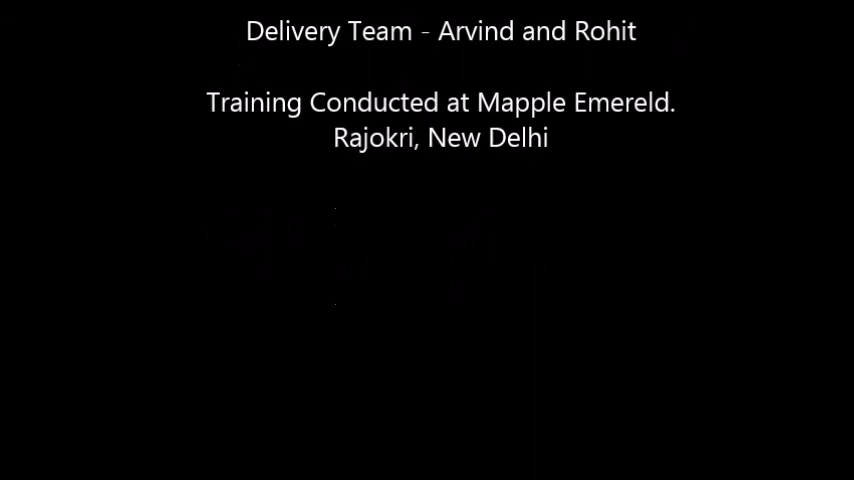 Delivery Team - Arvind and Rohit
Training Conducted at Mapple Emereld.
Rajokri, New Delhi